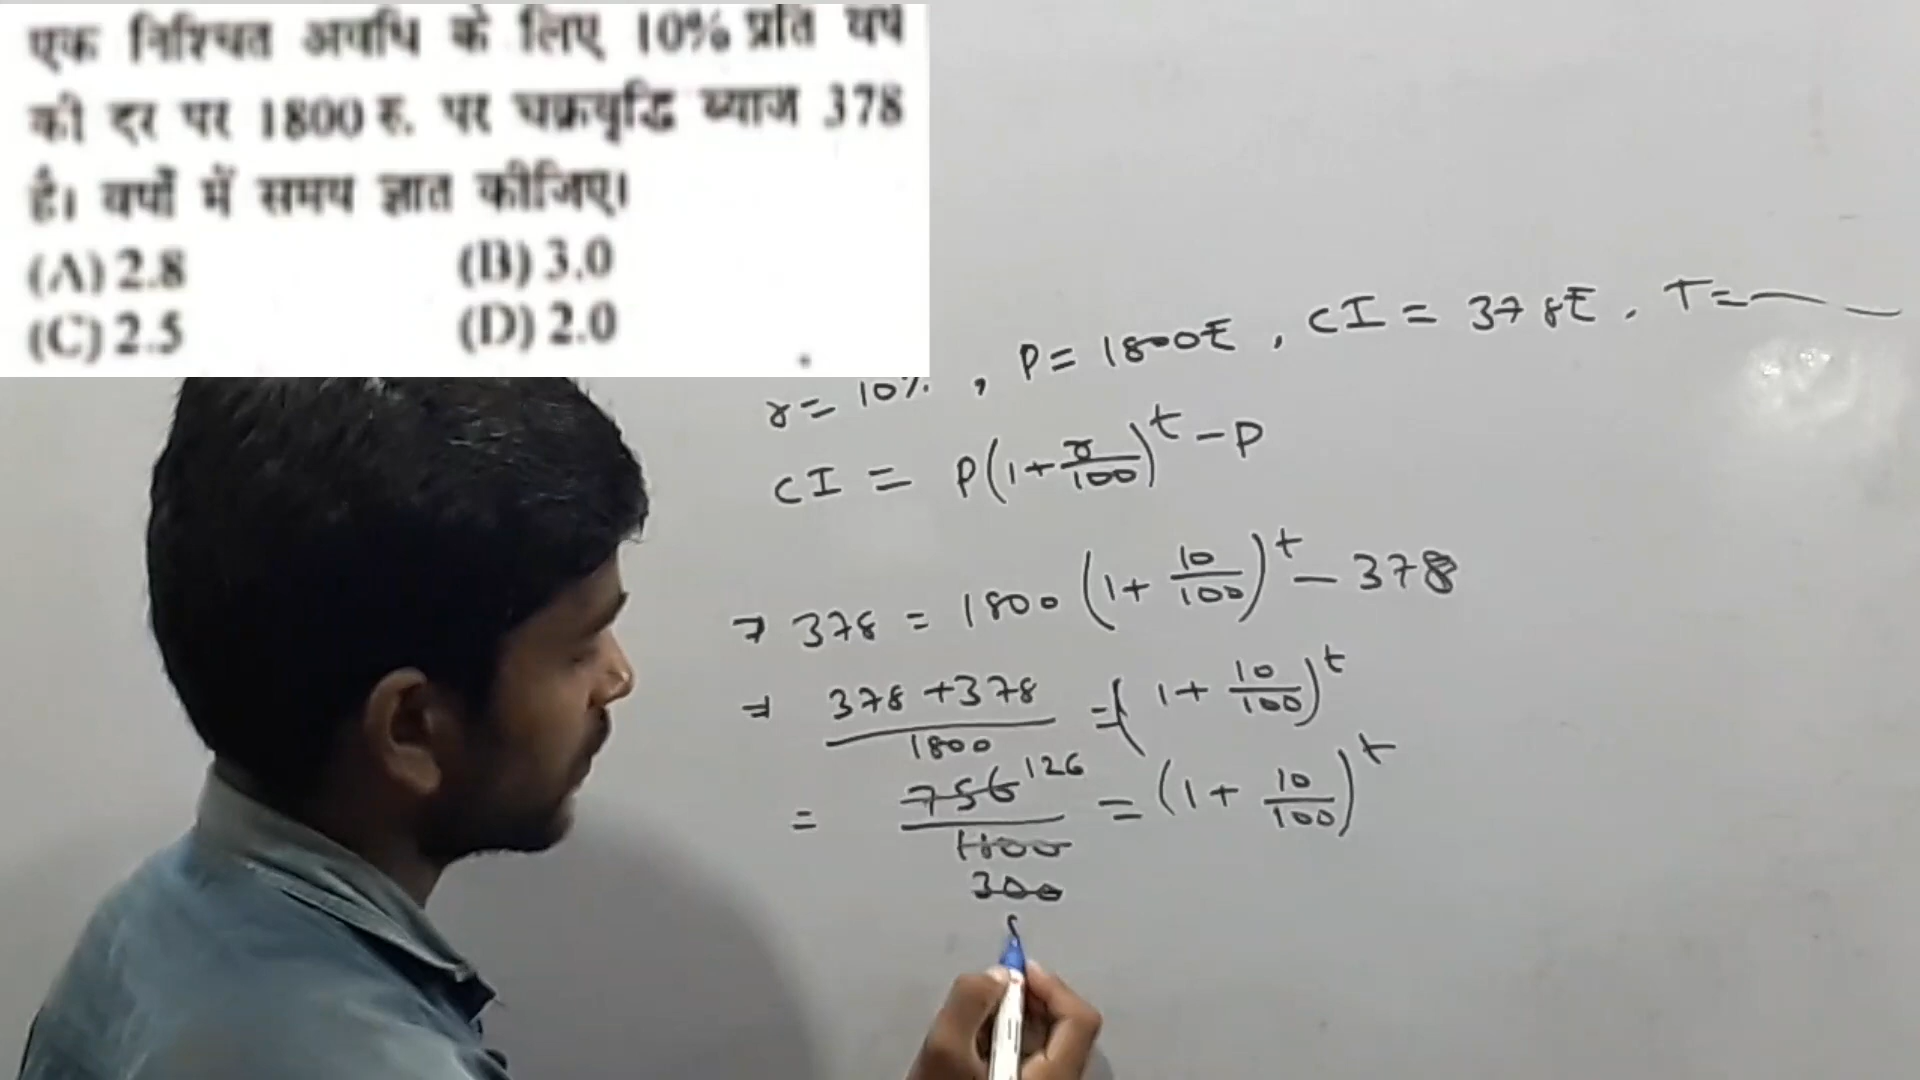 एक निश्चित अवधि के लिए 10% प्रति वर्ष
की दर पर 1800 रु. पर चक्रवृद्धि ब्याज 378
है। वर्षों में समय ज्ञात कीजिए।
(A) 2.8 (B) 3.0
(C) 2.5 (D) 2.0
r = 10% , P = 1800₹ , CI = 378₹ , T =
CI = P(1+r/100)^t - P
⇒ 378 = 1800 (1+ 10/100)^t - 378
⇒ 378+378/1800 = (1+ 10/100)^t
= 756/1800 = (1+ 10/100)^t
126
300